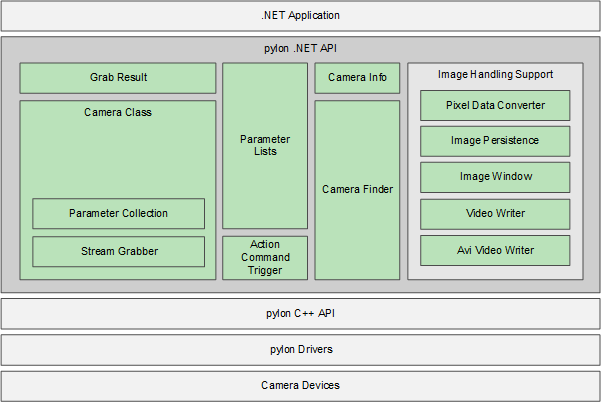 .NET Application
pylon .NET API
Grab Result
Camera Class
Parameter Collection
Stream Grabber
Parameter
Lists
Action
Command
Trigger
Camera Info
Camera Finder
Image Handling Support
Pixel Data Converter
Image Persistence
Image Window
Video Writer
Avi Video Writer
pylon C++ API
pylon Drivers
Camera Devices